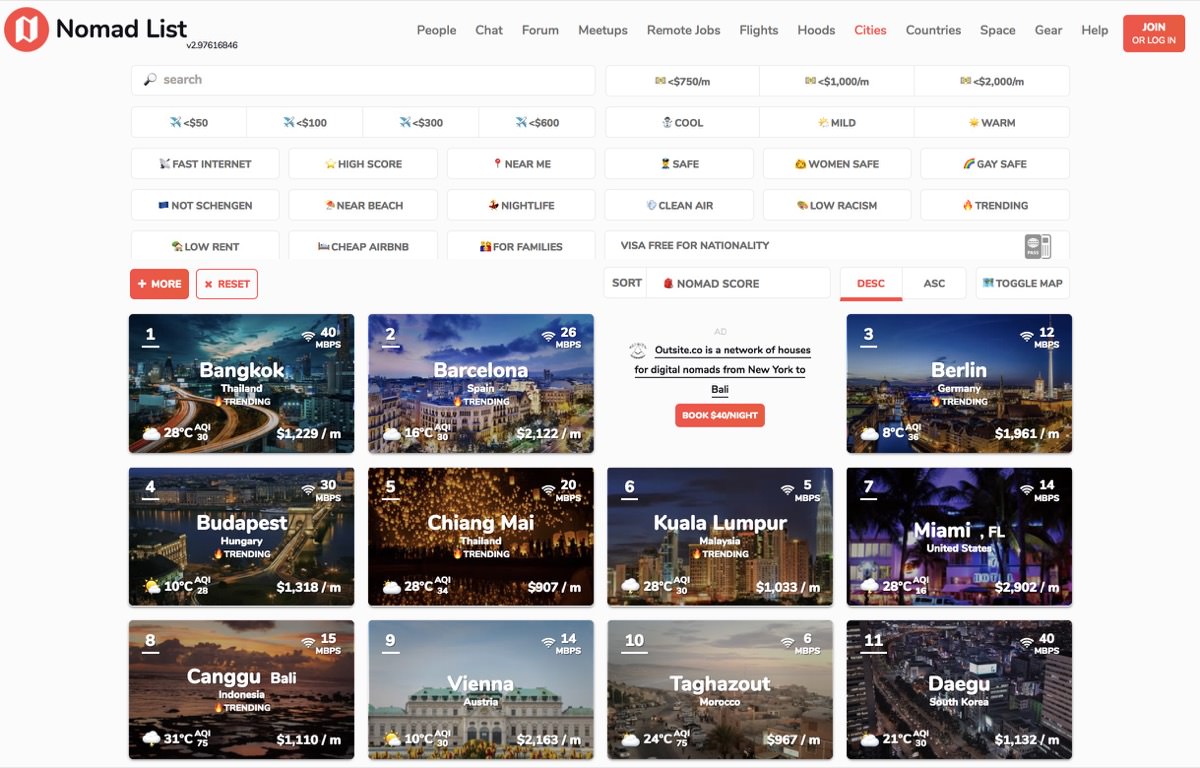 Nomad List
v2.97616846
People Chat Forum Meetups Remote Jobs Flights Hoods Cities Countries Space Gear Help
JOIN
OR LOG IN
search
<$750/m <$1,000/m <$2,000/m
<$50 <$100 <$300 <$600 COOL MILD WARM
FAST INTERNET HIGH SCORE NEAR ME SAFE WOMEN SAFE GAY SAFE
NOT SCHENGEN NEAR BEACH NIGHTLIFE CLEAN AIR LOW RACISM TRENDING
LOW RENT CHEAP AIRBNB FOR FAMILIES VISA FREE FOR NATIONALITY
+ MORE × RESET SORT NOMAD SCORE DESC ASC TOGGLE MAP
1
40
MBPS
Bangkok
Thailand
TRENDING
28°C AQI 30 $1,229 / m
2
26
MBPS
Barcelona
Spain
TRENDING
16°C AQI 30 $2,122 / m
AD
Outsite.co is a network of houses
for digital nomads from New York to
Bali
BOOK $40/NIGHT
3
12
MBPS
Berlin
Germany
TRENDING
8°C AQI 36 $1,961 / m
4
30
MBPS
Budapest
Hungary
TRENDING
10°C AQI 28 $1,318 / m
5
20
MBPS
Chiang Mai
Thailand
TRENDING
28°C AQI 34 $907 / m
6
5
MBPS
Kuala Lumpur
Malaysia
TRENDING
28°C AQI 30 $1,033 / m
7
14
MBPS
Miami , FL
United States
28°C AQI 16 $2,902 / m
8
15
MBPS
Canggu Bali
Indonesia
TRENDING
31°C AQI 75 $1,110 / m
9
14
MBPS
Vienna
Austria
10°C AQI 30 $2,163 / m
10
6
MBPS
Taghazout
Morocco
24°C AQI 75 $967 / m
11
40
MBPS
Daegu
South Korea
21°C AQI 30 $1,132 / m